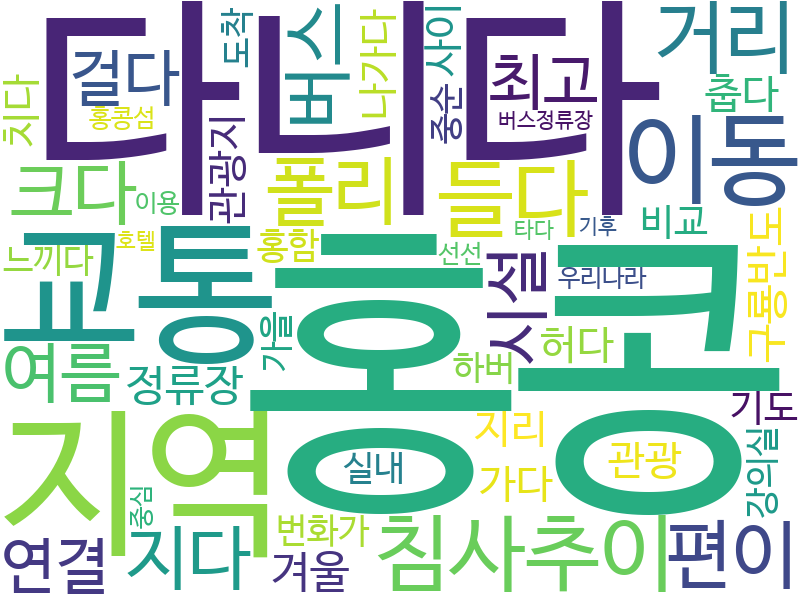 다니다
걸다
도착
버스
나가다
사이
최고
거리
춥다
치다
홍콩섬
관광지
중순
버스정류장
이동
크다
이용
폴리
들다
비교
타다
기후
느끼다
호텔
교통
홍함
선선
시설
우리나라
구룡반도
홍콩
여름
정류장
가을
하버
허다
기도
지역
실내
지리
관광
가다
강의실
중심
번화가
연결
지다
겨울
침사추이
편이